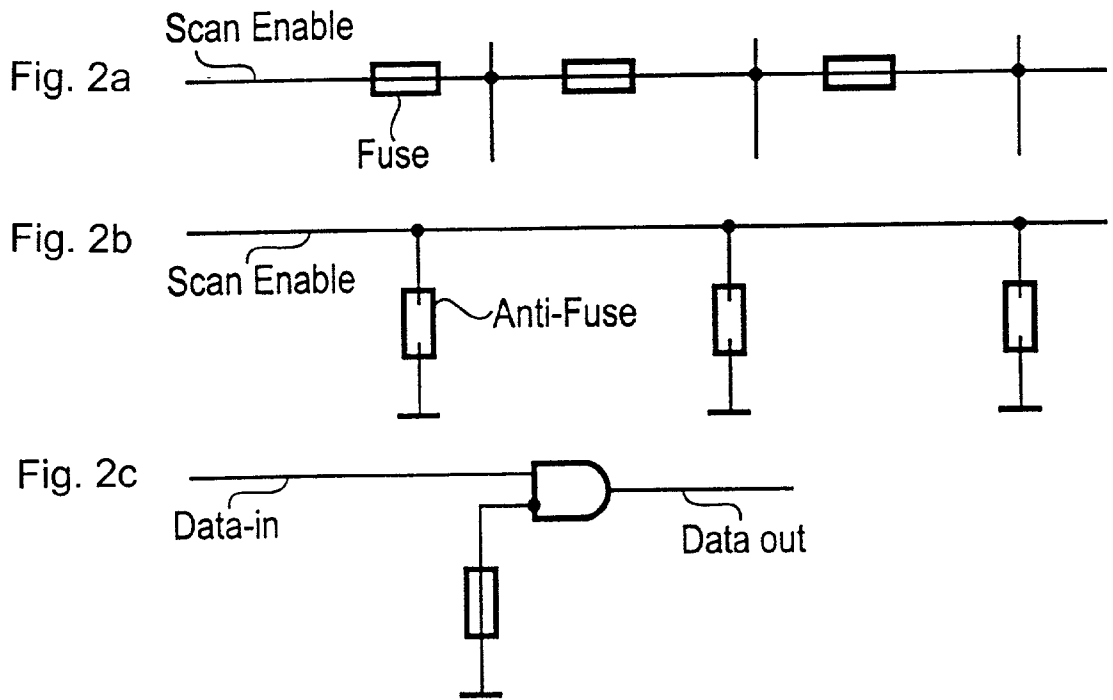 Scan Enable
Fig. 2a
Fuse
Fig. 2b
Scan Enable
Anti-Fuse
Fig. 2c
Data-in
Data out